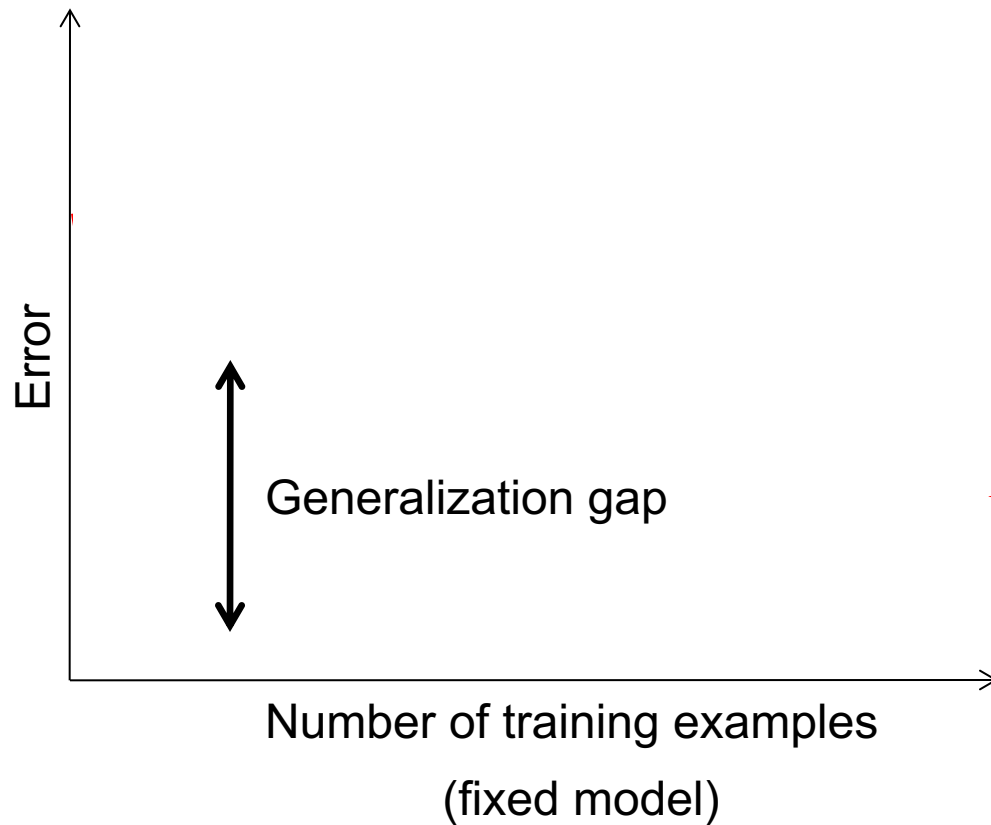 Error
Generalization gap
Number of training examples
(fixed model)